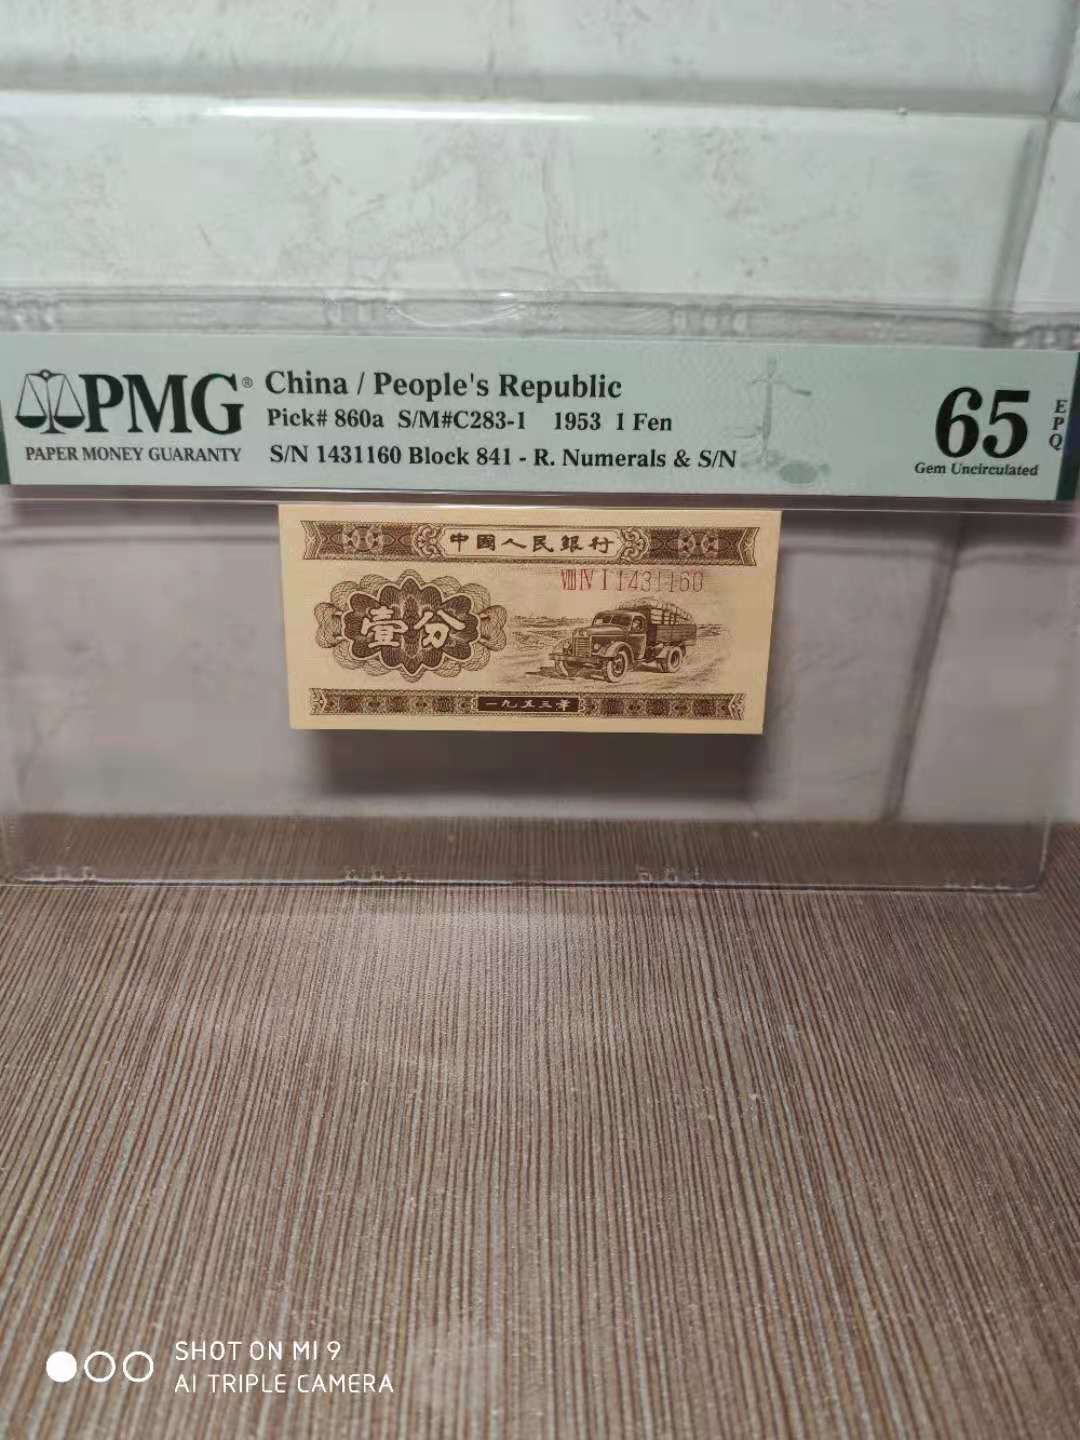 PMG®
PAPER MONEY GUARANTY
China / People's Republic
Pick# 860a S/M#C283-1 1953 1 Fen
S/N 1431160 Block 841 - R. Numerals & S/N
65
EPQ
Gem Uncirculated
中國人民銀行
VIII IV I 1431160
壹分
一九五三年
SHOT ON MI 9
AI TRIPLE CAMERA